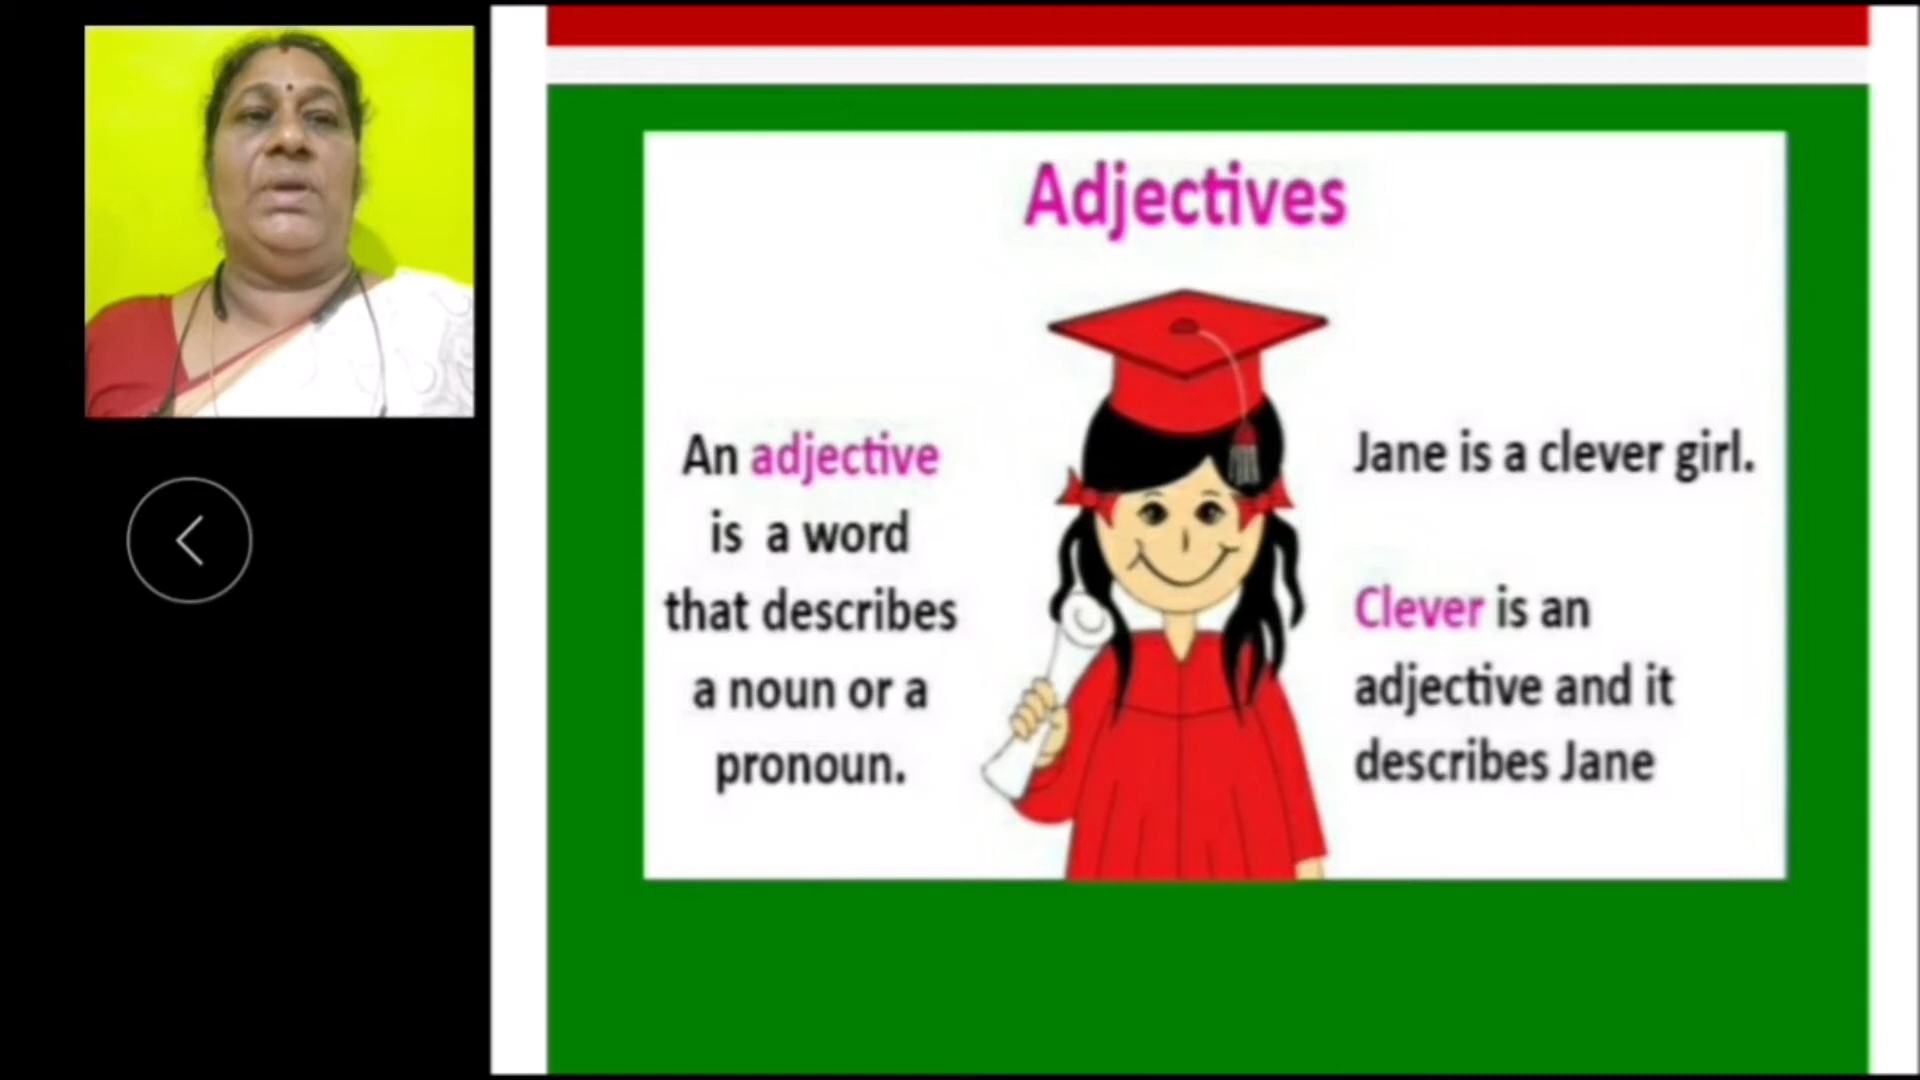 Adjectives
An adjective
is a word
that describes
a noun or a
pronoun.
Jane is a clever girl.
Clever is an
adjective and it
describes Jane